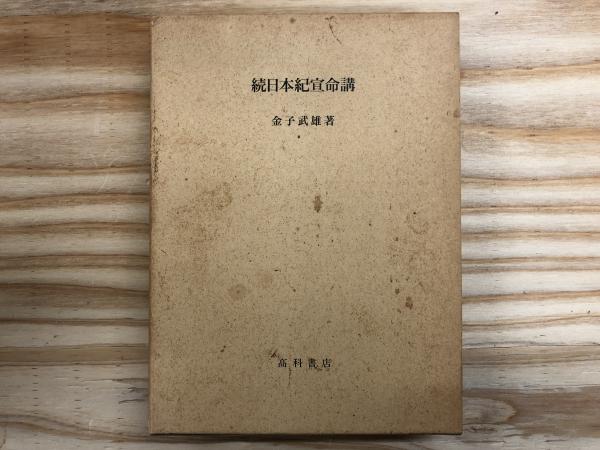 続日本紀宣命講
金子武雄著
高科書店